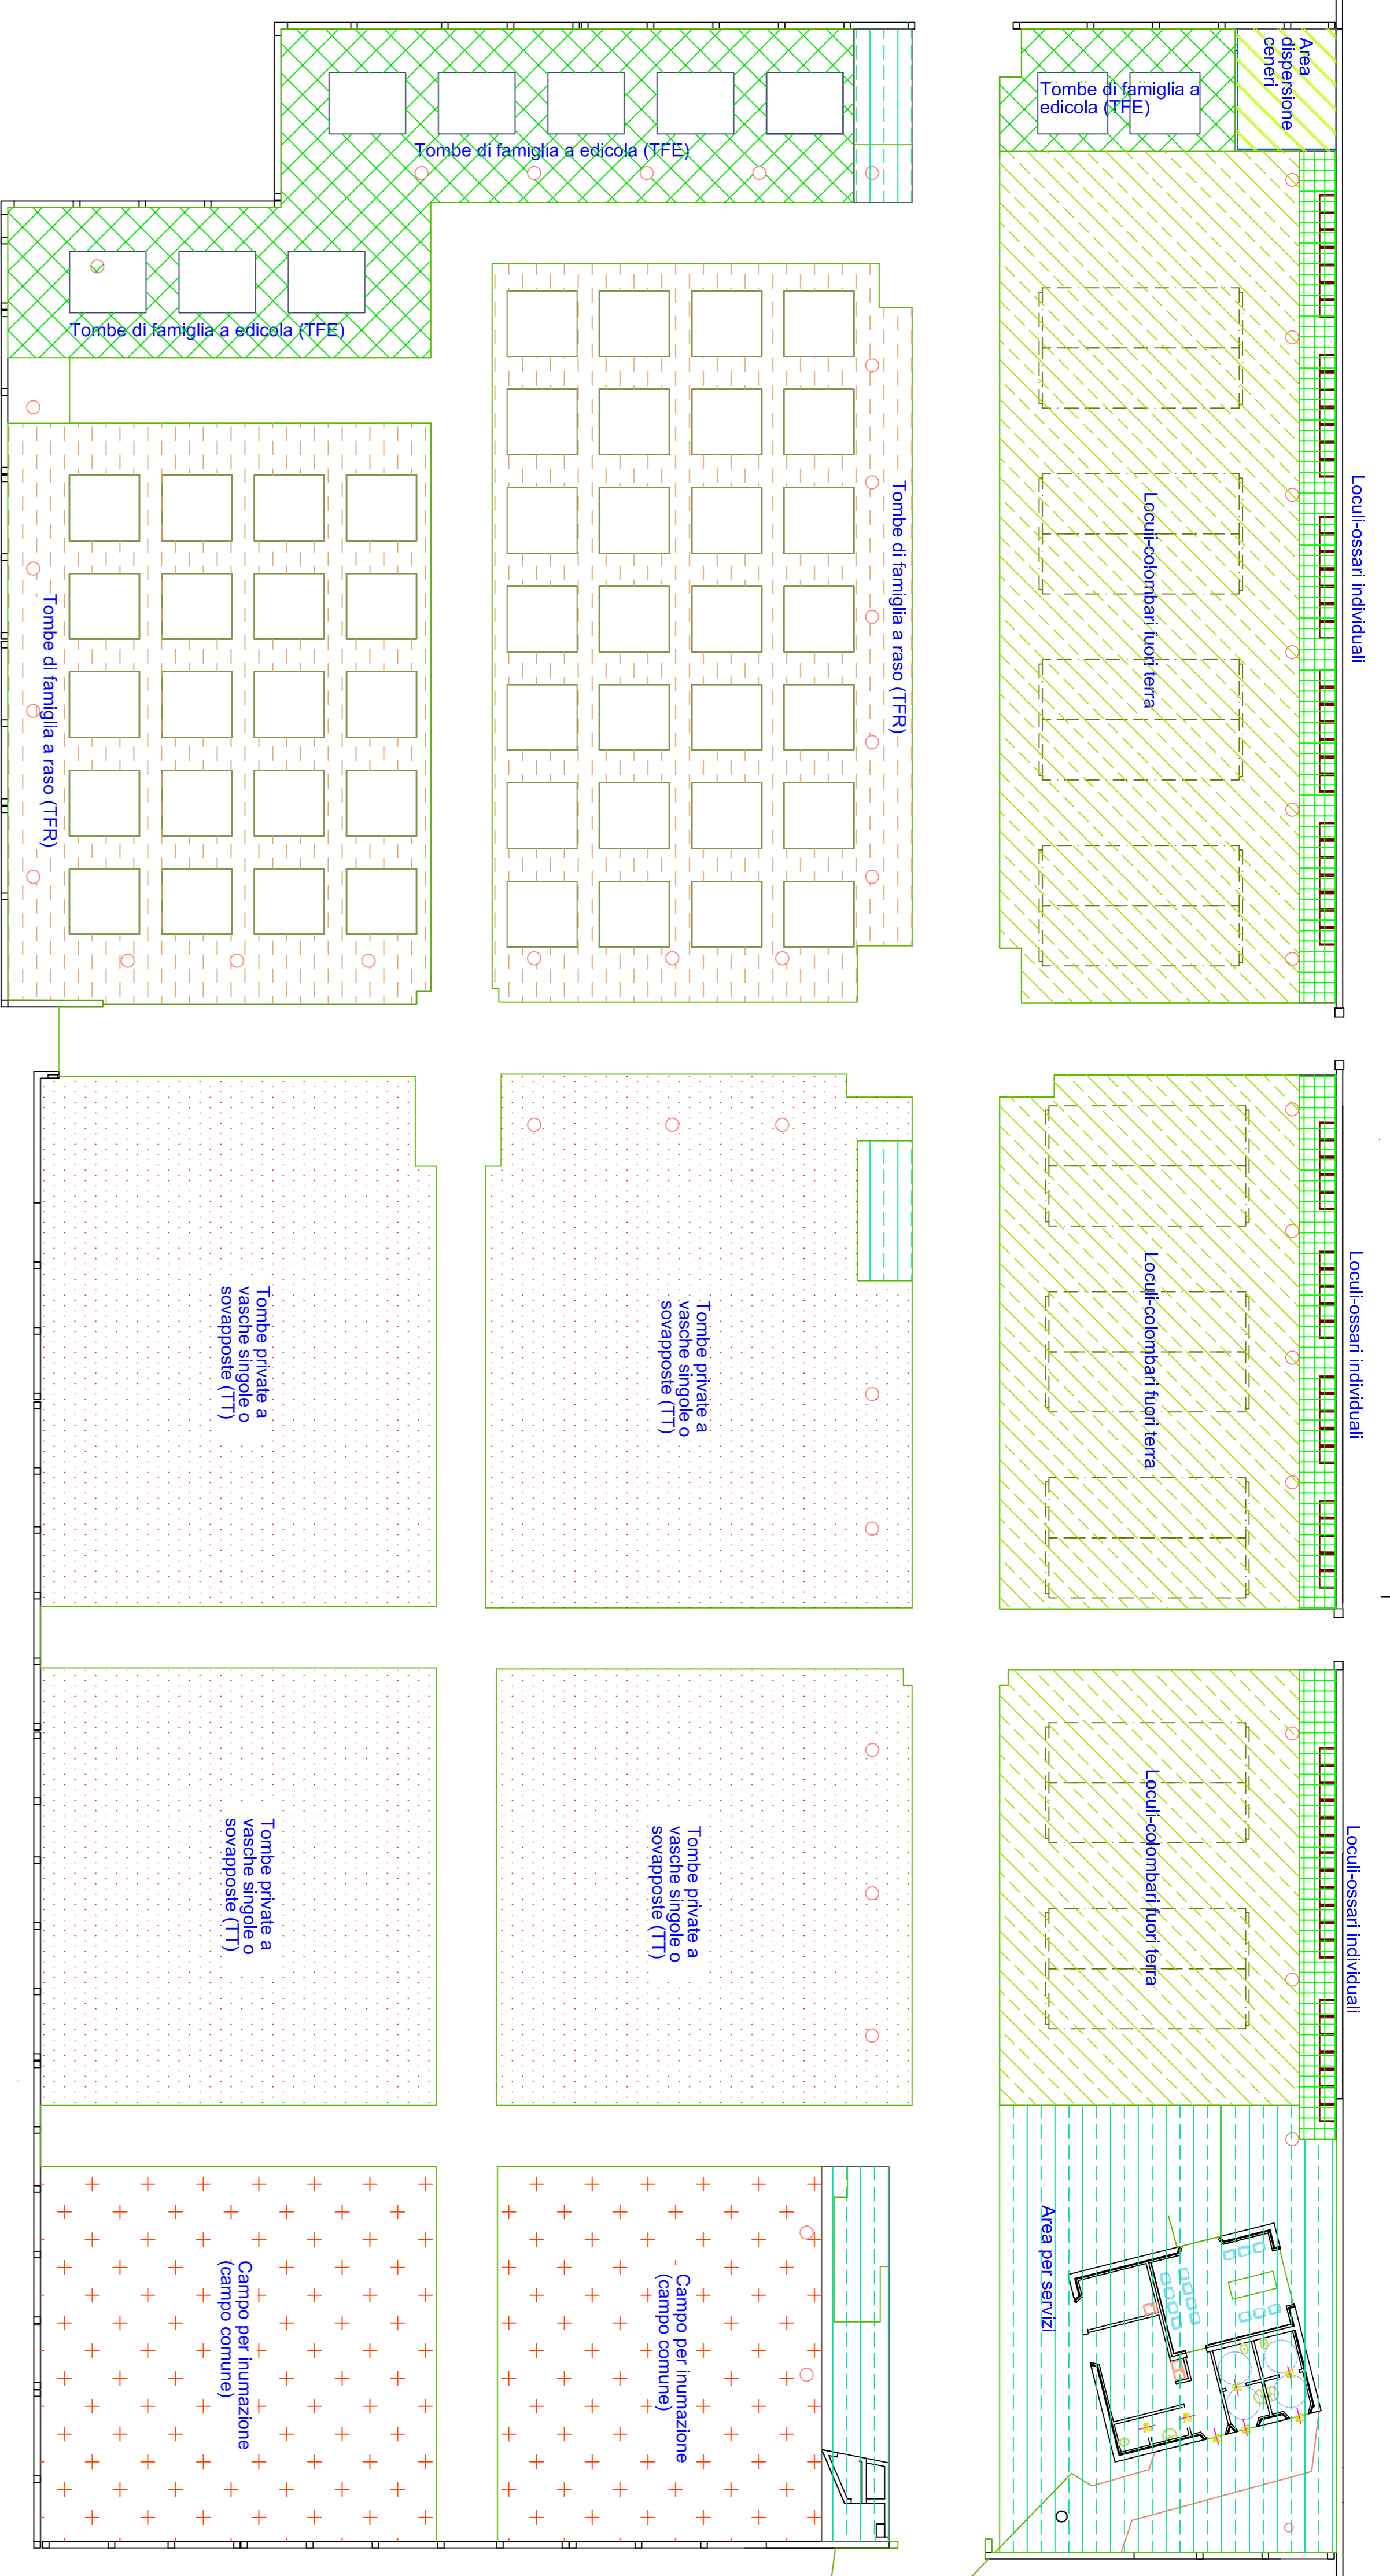 Area
dispersione
ceneri
Tombe di famiglia a
edicola (TFE)
Tombe di famiglia a edicola (TFE)
Tombe di famiglia a edicola (TFE)
Loculi-ossari individuali
Loculi-colombari fuori terra
Tombe di famiglia a raso (TFR)
Tombe di famiglia a raso (TFR)
Loculi-ossari individuali
Loculi-colombari fuori terra
Tombe private a
vasche singole o
sovapposte (TT)
Tombe private a
vasche singole o
sovapposte (TT)
Loculi-ossari individuali
Loculi-colombari fuori terra
Tombe private a
vasche singole o
sovapposte (TT)
Tombe private a
vasche singole o
sovapposte (TT)
Area per servizi
Campo per inumazione
(campo comune)
Campo per inumazione
(campo comune)